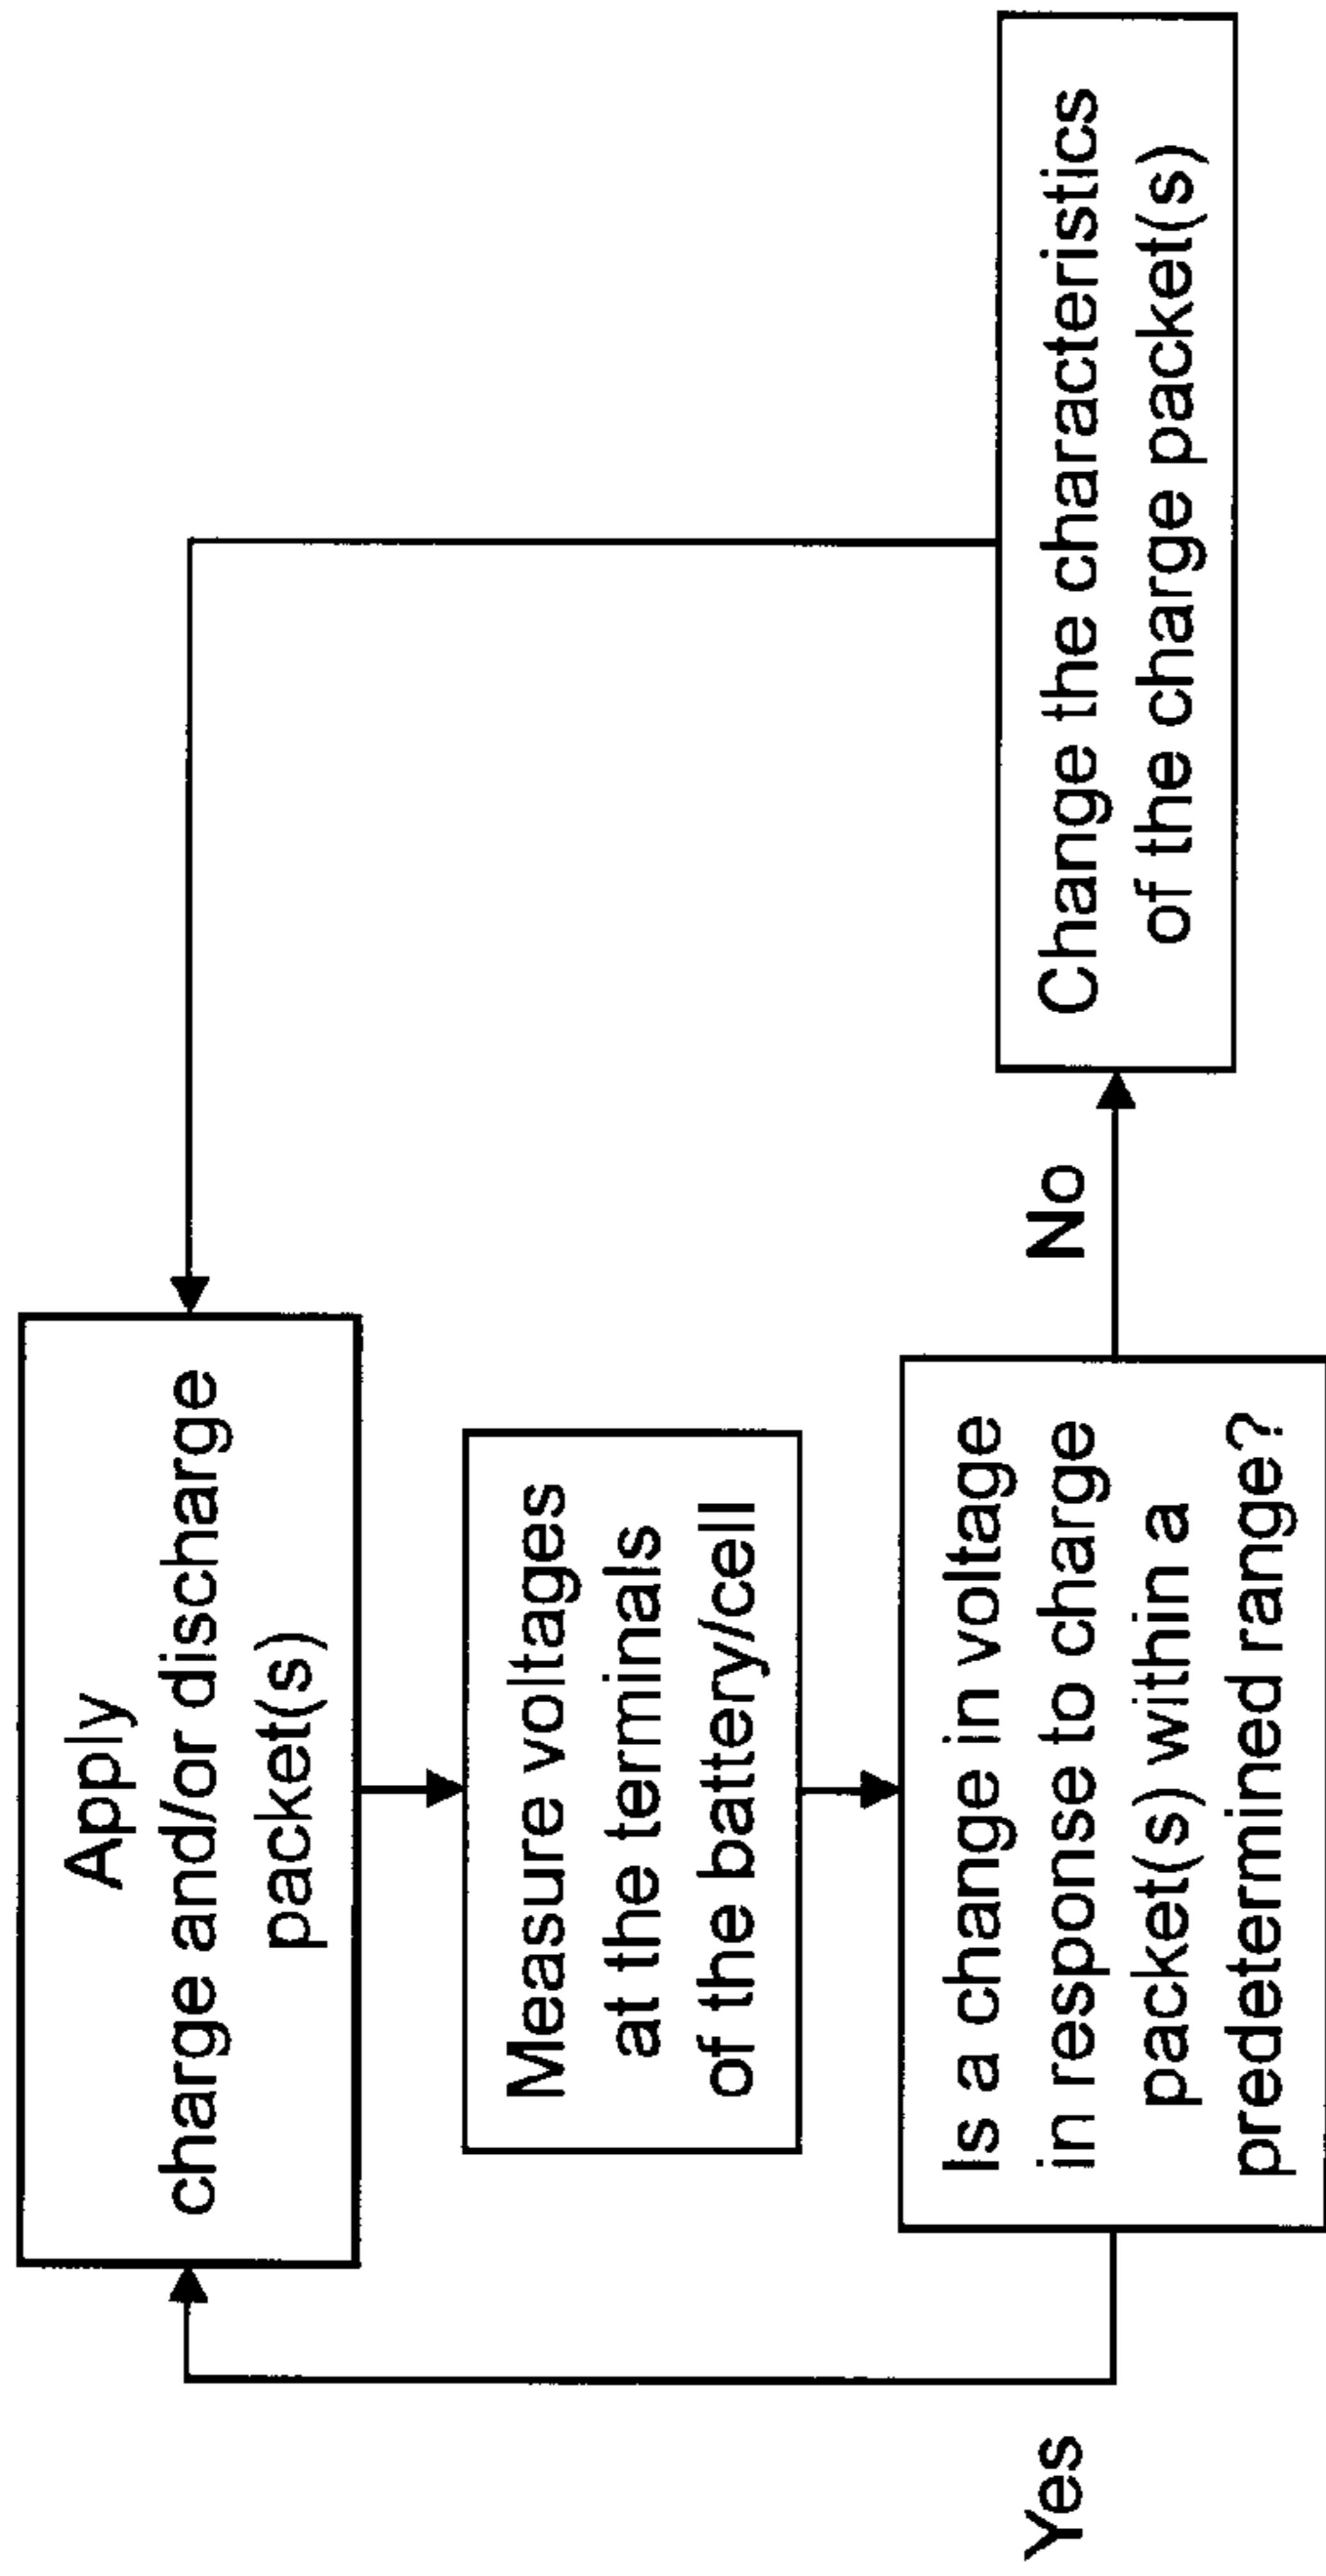 Apply
charge and/or discharge
packet(s)
Measure voltages
at the terminals
of the battery/cell
Is a change in voltage
in response to charge
packet(s) within a
predetermined range?
Yes
No
Change the characteristics
of the charge packet(s)